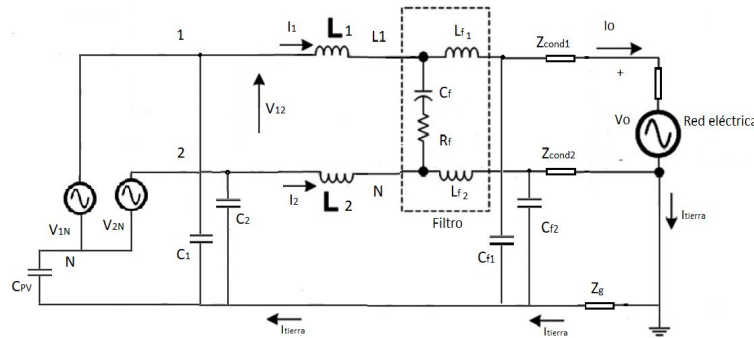 1
I1
L1
L1
Lf1
Zcond1
Io
+
V12
Cf
Rf
Vo
Red eléctrica
2
Zcond2
-
I2
L2
N
Lf2
Filtro
V1N
V2N
N
C2
C1
Cf1
Cf2
Itierra
CPV
Zg
Itierra
Itierra